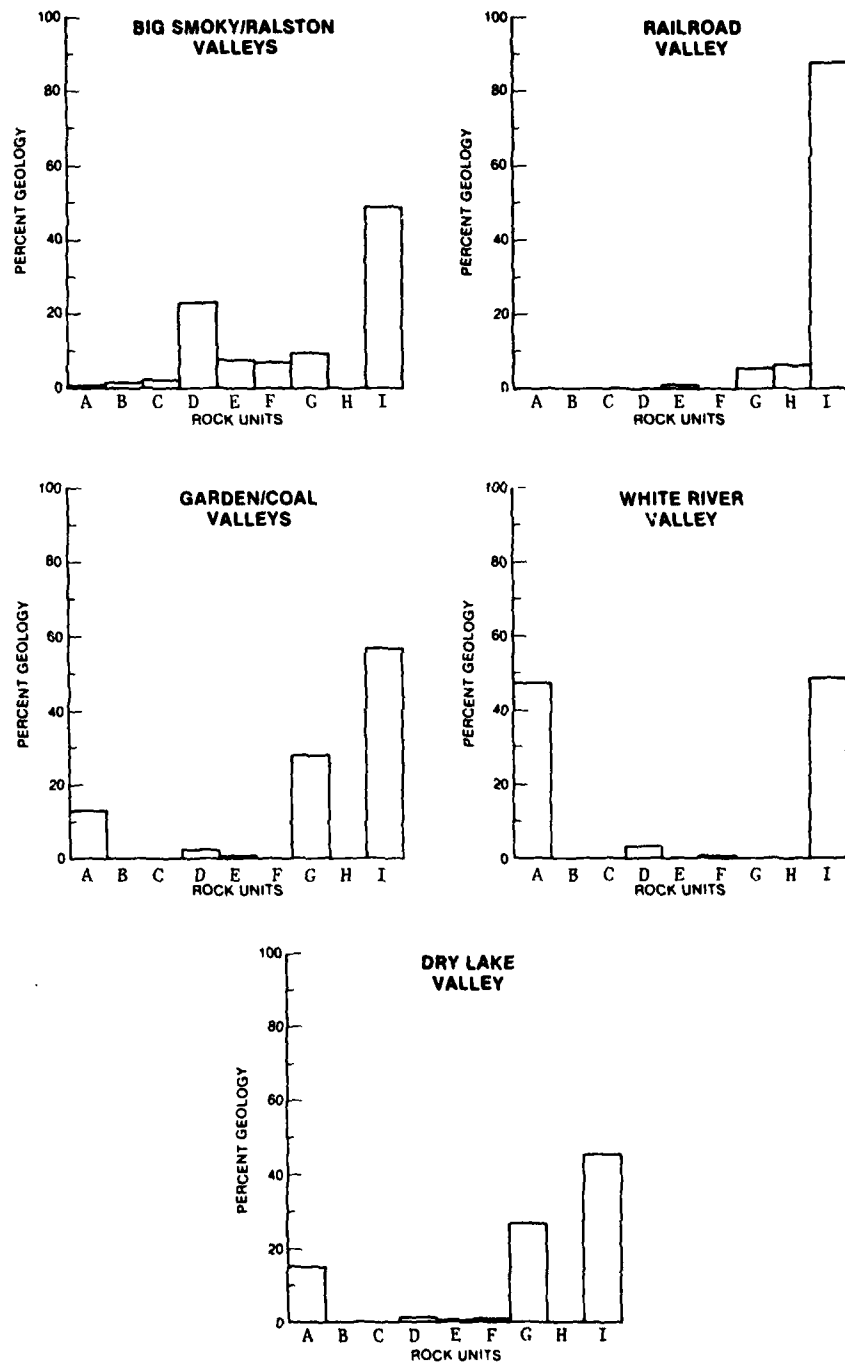 BIG SMOKY/RALSTON
VALLEYS
PERCENT GEOLOGY
100
80
60
40
20
0
A B C D E F G H I
ROCK UNITS
RAILROAD
VALLEY
PERCENT GEOLOGY
100
80
60
40
20
0
A B C D E F G H I
ROCK UNITS
GARDEN/COAL
VALLEYS
PERCENT GEOLOGY
100
80
60
40
20
0
A B C D E F G H I
ROCK UNITS
WHITE RIVER
VALLEY
PERCENT GEOLOGY
100
80
60
40
20
0
A B C D E F G H I
ROCK UNITS
DRY LAKE
VALLEY
PERCENT GEOLOGY
100
80
60
40
20
0
A B C D E F G H I
ROCK UNITS